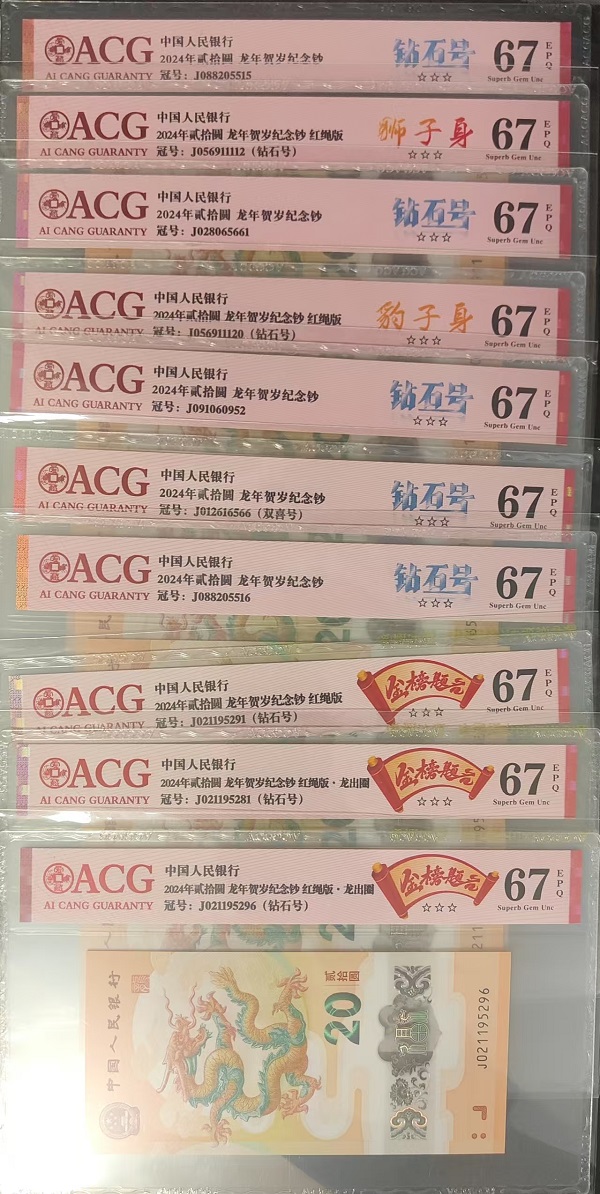 ACG
AI CANG GUARANTY
中国人民银行
2024年贰拾圆 龙年贺岁纪念钞
冠号：J088205515
钻石号
☆☆☆
67
EPQ
Superb Gem Unc
ACG
AI CANG GUARANTY
中国人民银行
2024年贰拾圆 龙年贺岁纪念钞 红绳版
冠号：J056911112（钻石号）
狮子身
☆☆☆
67
EPQ
Superb Gem Unc
ACG
AI CANG GUARANTY
中国人民银行
2024年贰拾圆 龙年贺岁纪念钞
冠号：J028065661
钻石号
☆☆☆
67
EPQ
Superb Gem Unc
ACG
AI CANG GUARANTY
中国人民银行
2024年贰拾圆 龙年贺岁纪念钞 红绳版
冠号：J056911120（钻石号）
豹子身
☆☆☆
67
EPQ
Superb Gem Unc
ACG
AI CANG GUARANTY
中国人民银行
2024年贰拾圆 龙年贺岁纪念钞
冠号：J091060952
钻石号
☆☆☆
67
EPQ
Superb Gem Unc
ACG
AI CANG GUARANTY
中国人民银行
2024年贰拾圆 龙年贺岁纪念钞
冠号：J012616566（双喜号）
钻石号
☆☆☆
67
EPQ
Superb Gem Unc
ACG
AI CANG GUARANTY
中国人民银行
2024年贰拾圆 龙年贺岁纪念钞
冠号：J088205516
钻石号
☆☆☆
67
EPQ
Superb Gem Unc
ACG
AI CANG GUARANTY
中国人民银行
2024年贰拾圆 龙年贺岁纪念钞 红绳版
冠号：J021195291（钻石号）
金榜题名
☆☆☆
67
EPQ
Superb Gem Unc
ACG
AI CANG GUARANTY
中国人民银行
2024年贰拾圆 龙年贺岁纪念钞 红绳版·龙出圈
冠号：J021195281（钻石号）
金榜题名
☆☆☆
67
EPQ
Superb Gem Unc
ACG
AI CANG GUARANTY
中国人民银行
2024年贰拾圆 龙年贺岁纪念钞 红绳版·龙出圈
冠号：J021195296（钻石号）
金榜题名
☆☆☆
67
EPQ
Superb Gem Unc
中国人民银行
贰拾圆
20
J021195296